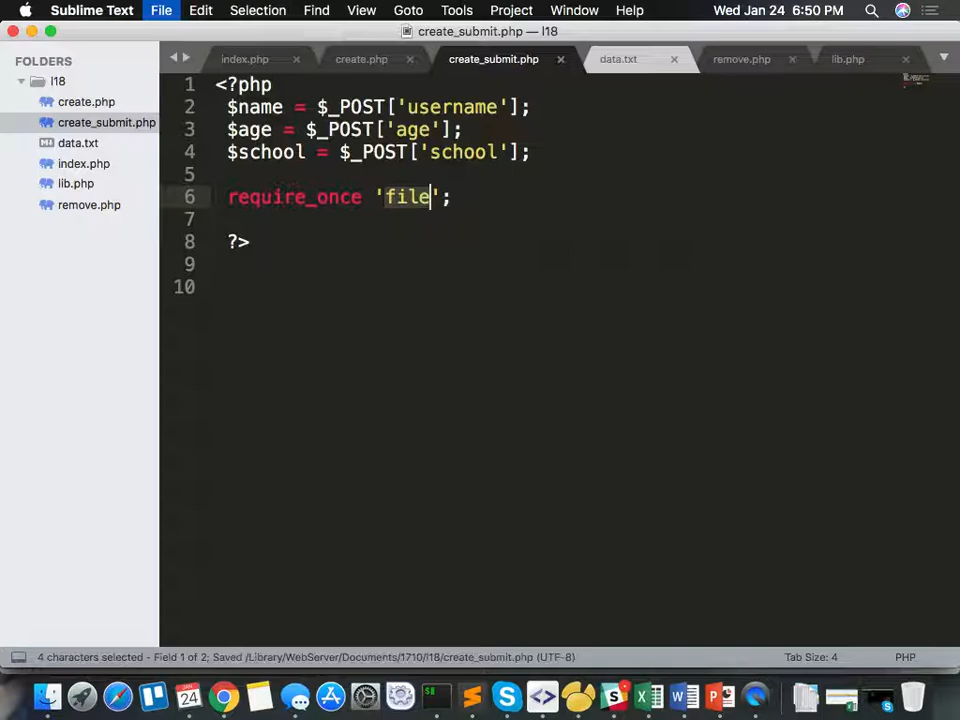 Sublime Text File Edit Selection Find View Goto Tools Project Window Help Wed Jan 24 6:50 PM
create_submit.php — l18
FOLDERS
l18
create.php
create_submit.php
data.txt
index.php
lib.php
remove.php
index.php create.php create_submit.php data.txt remove.php lib.php
1 <?php
2 $name = $_POST['username'];
3 $age = $_POST['age'];
4 $school = $_POST['school'];
5
6 require_once 'file';
7
8 ?>
9
10
4 characters selected - Field 1 of 2; Saved /Library/WebServer/Documents/1710/l18/create_submit.php (UTF-8) Tab Size: 4 PHP
JAN
24